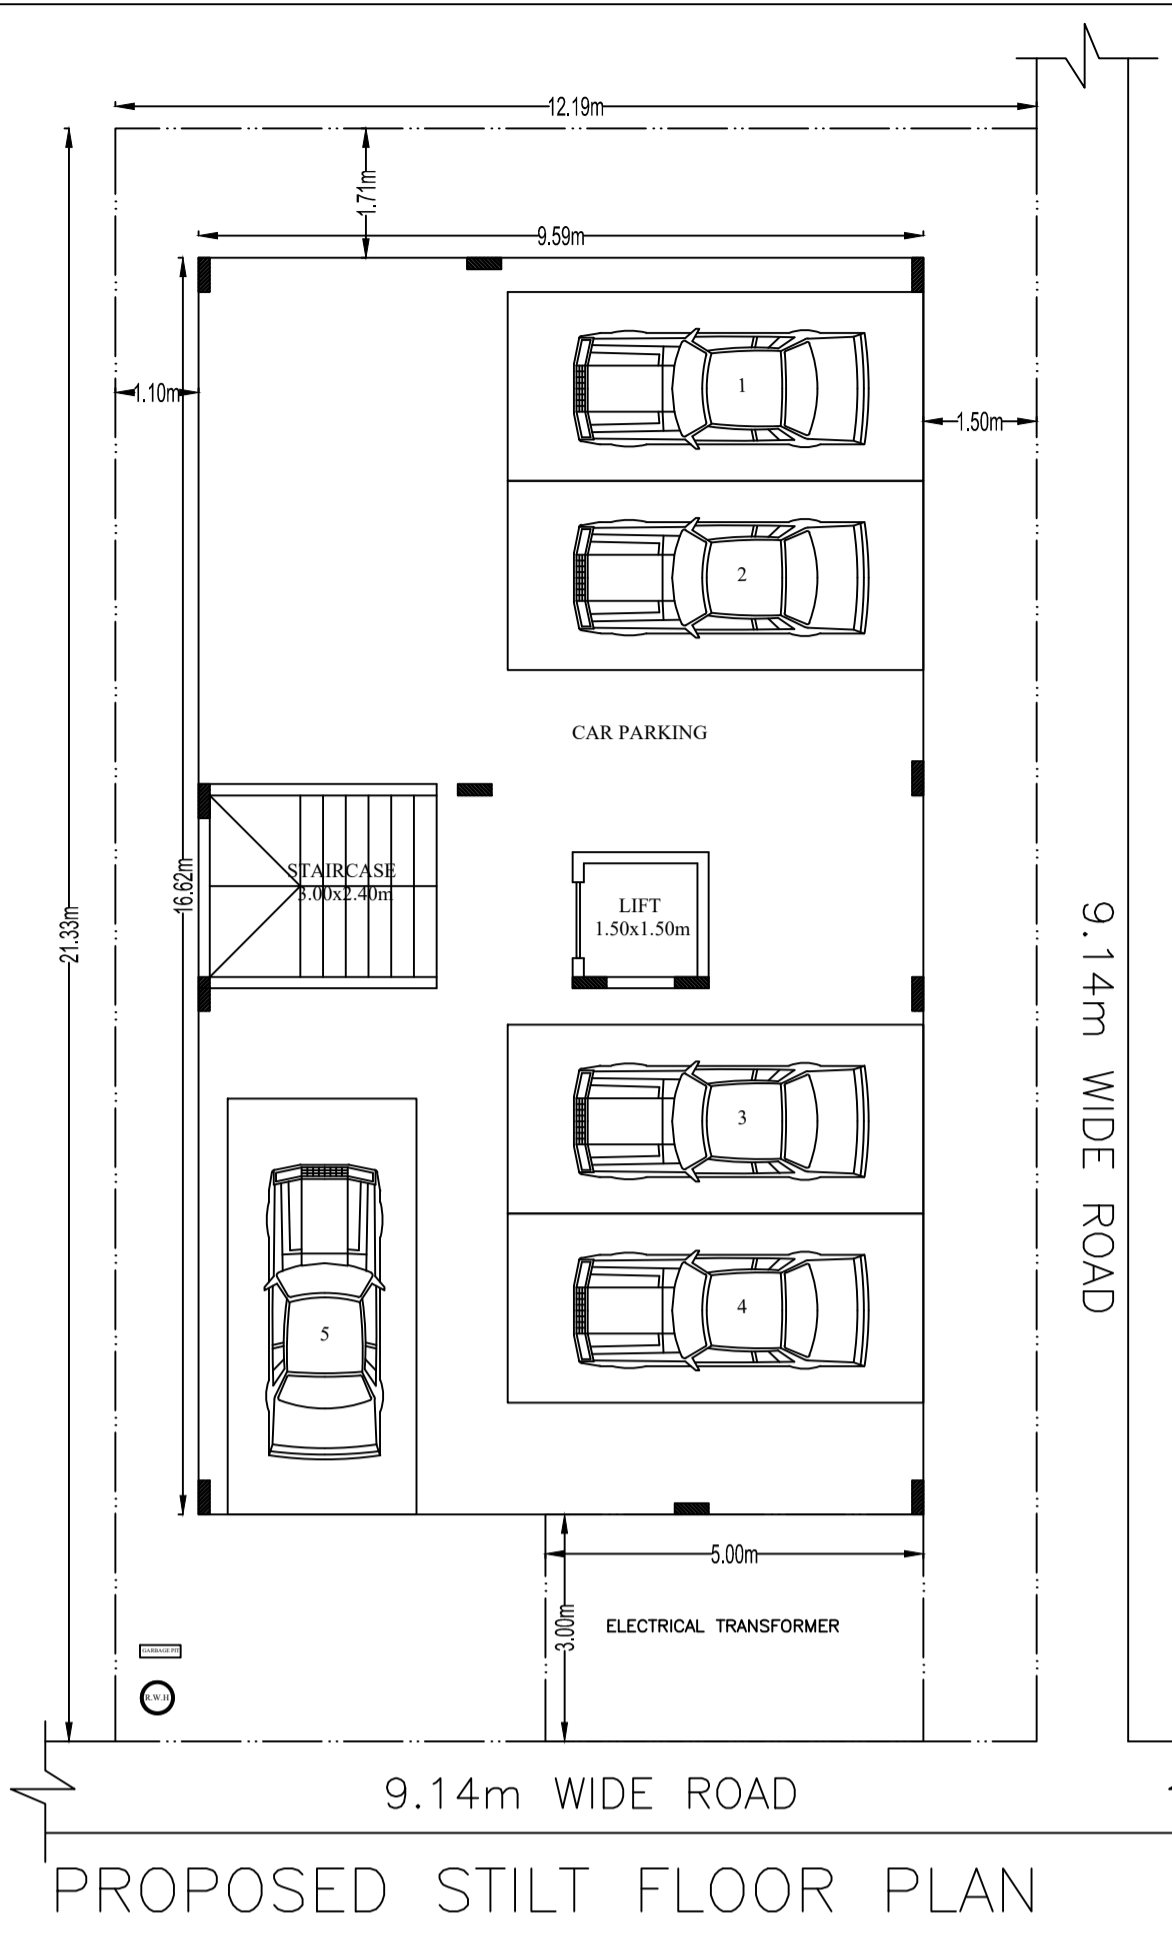 12.19m
1.71m
9.59m
1.10m
1
1.50m
2
CAR PARKING
STAIRCASE
3.00x2.40m
16.62m
LIFT
1.50x1.50m
21.33m
9.14m WIDE ROAD
3
4
5
5.00m
3.00m
ELECTRICAL TRANSFORMER
GARBAGE PIT
R.W.H
9.14m WIDE ROAD
PROPOSED STILT FLOOR PLAN